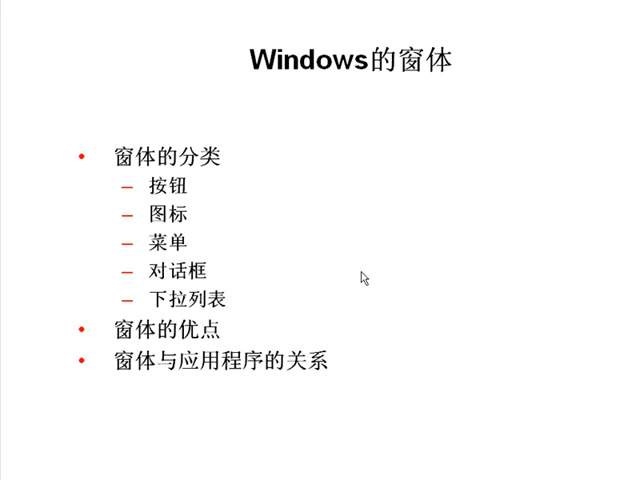 Windows的窗体
• 窗体的分类
– 按钮
– 图标
– 菜单
– 对话框
– 下拉列表
• 窗体的优点
• 窗体与应用程序的关系